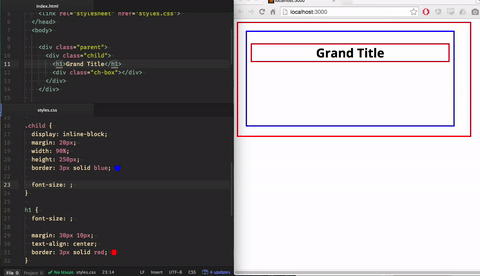 index.html
<link rel="stylesheet" href="styles.css">
</head>
<body>
<div class="parent">
<div class="child">
11 <h1>Grand Title</h1>
<div class="ch-box"></div>
</div>
</div>
styles.css
.child {
display: inline-block;
margin: 20px;
width: 90%;
height: 250px;
border: 3px solid blue;
23 font-size: ;
}
h1 {
font-size: ;
margin: 30px 10px;
text-align: center;
border: 3px solid red;
File 0 Project 0 No Issues styles.css 23:14 LF Insert UTF-8 CSS 9 updates
localhost:3000
Grand Title